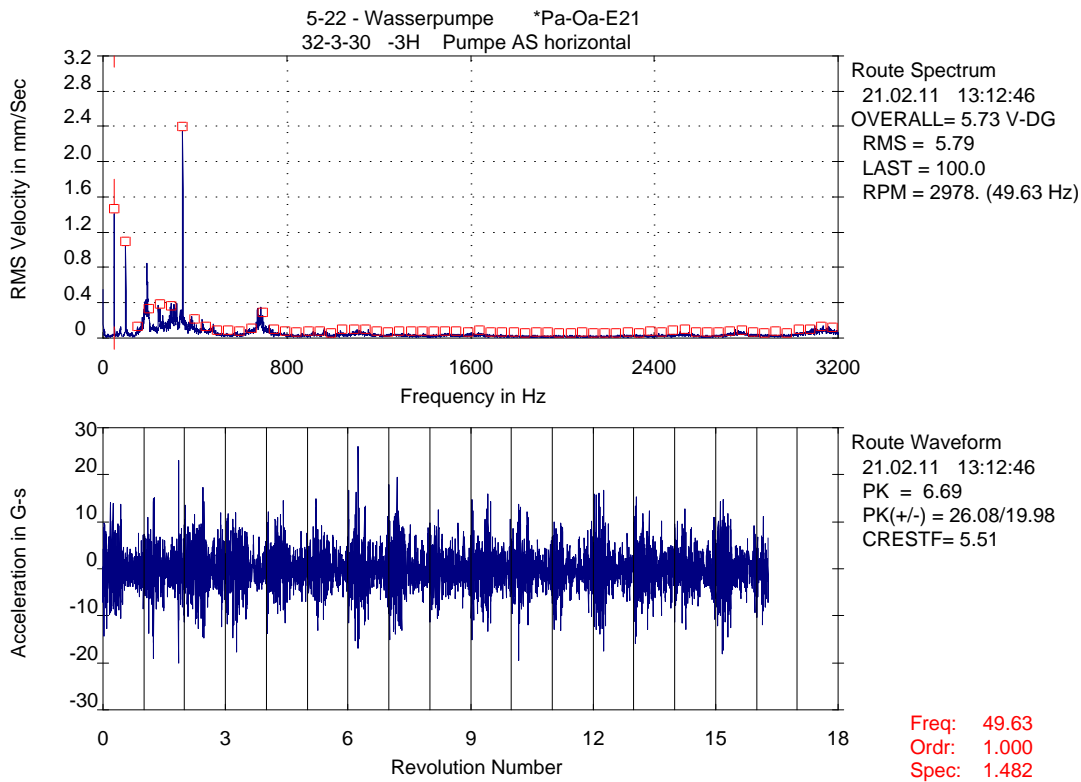 5-22 - Wasserpumpe *Pa-Oa-E21
32-3-30 -3H Pumpe AS horizontal
RMS Velocity in mm/Sec
3.2
2.8
2.4
2.0
1.6
1.2
0.8
0.4
0
0 800 1600 2400 3200
Frequency in Hz
Route Spectrum
21.02.11 13:12:46
OVERALL= 5.73 V-DG
RMS = 5.79
LAST = 100.0
RPM = 2978. (49.63 Hz)
Acceleration in G-s
30
20
10
0
-10
-20
-30
0 3 6 9 12 15 18
Revolution Number
Route Waveform
21.02.11 13:12:46
PK = 6.69
PK(+/-) = 26.08/19.98
CRESTF= 5.51
Freq: 49.63
Ordr: 1.000
Spec: 1.482